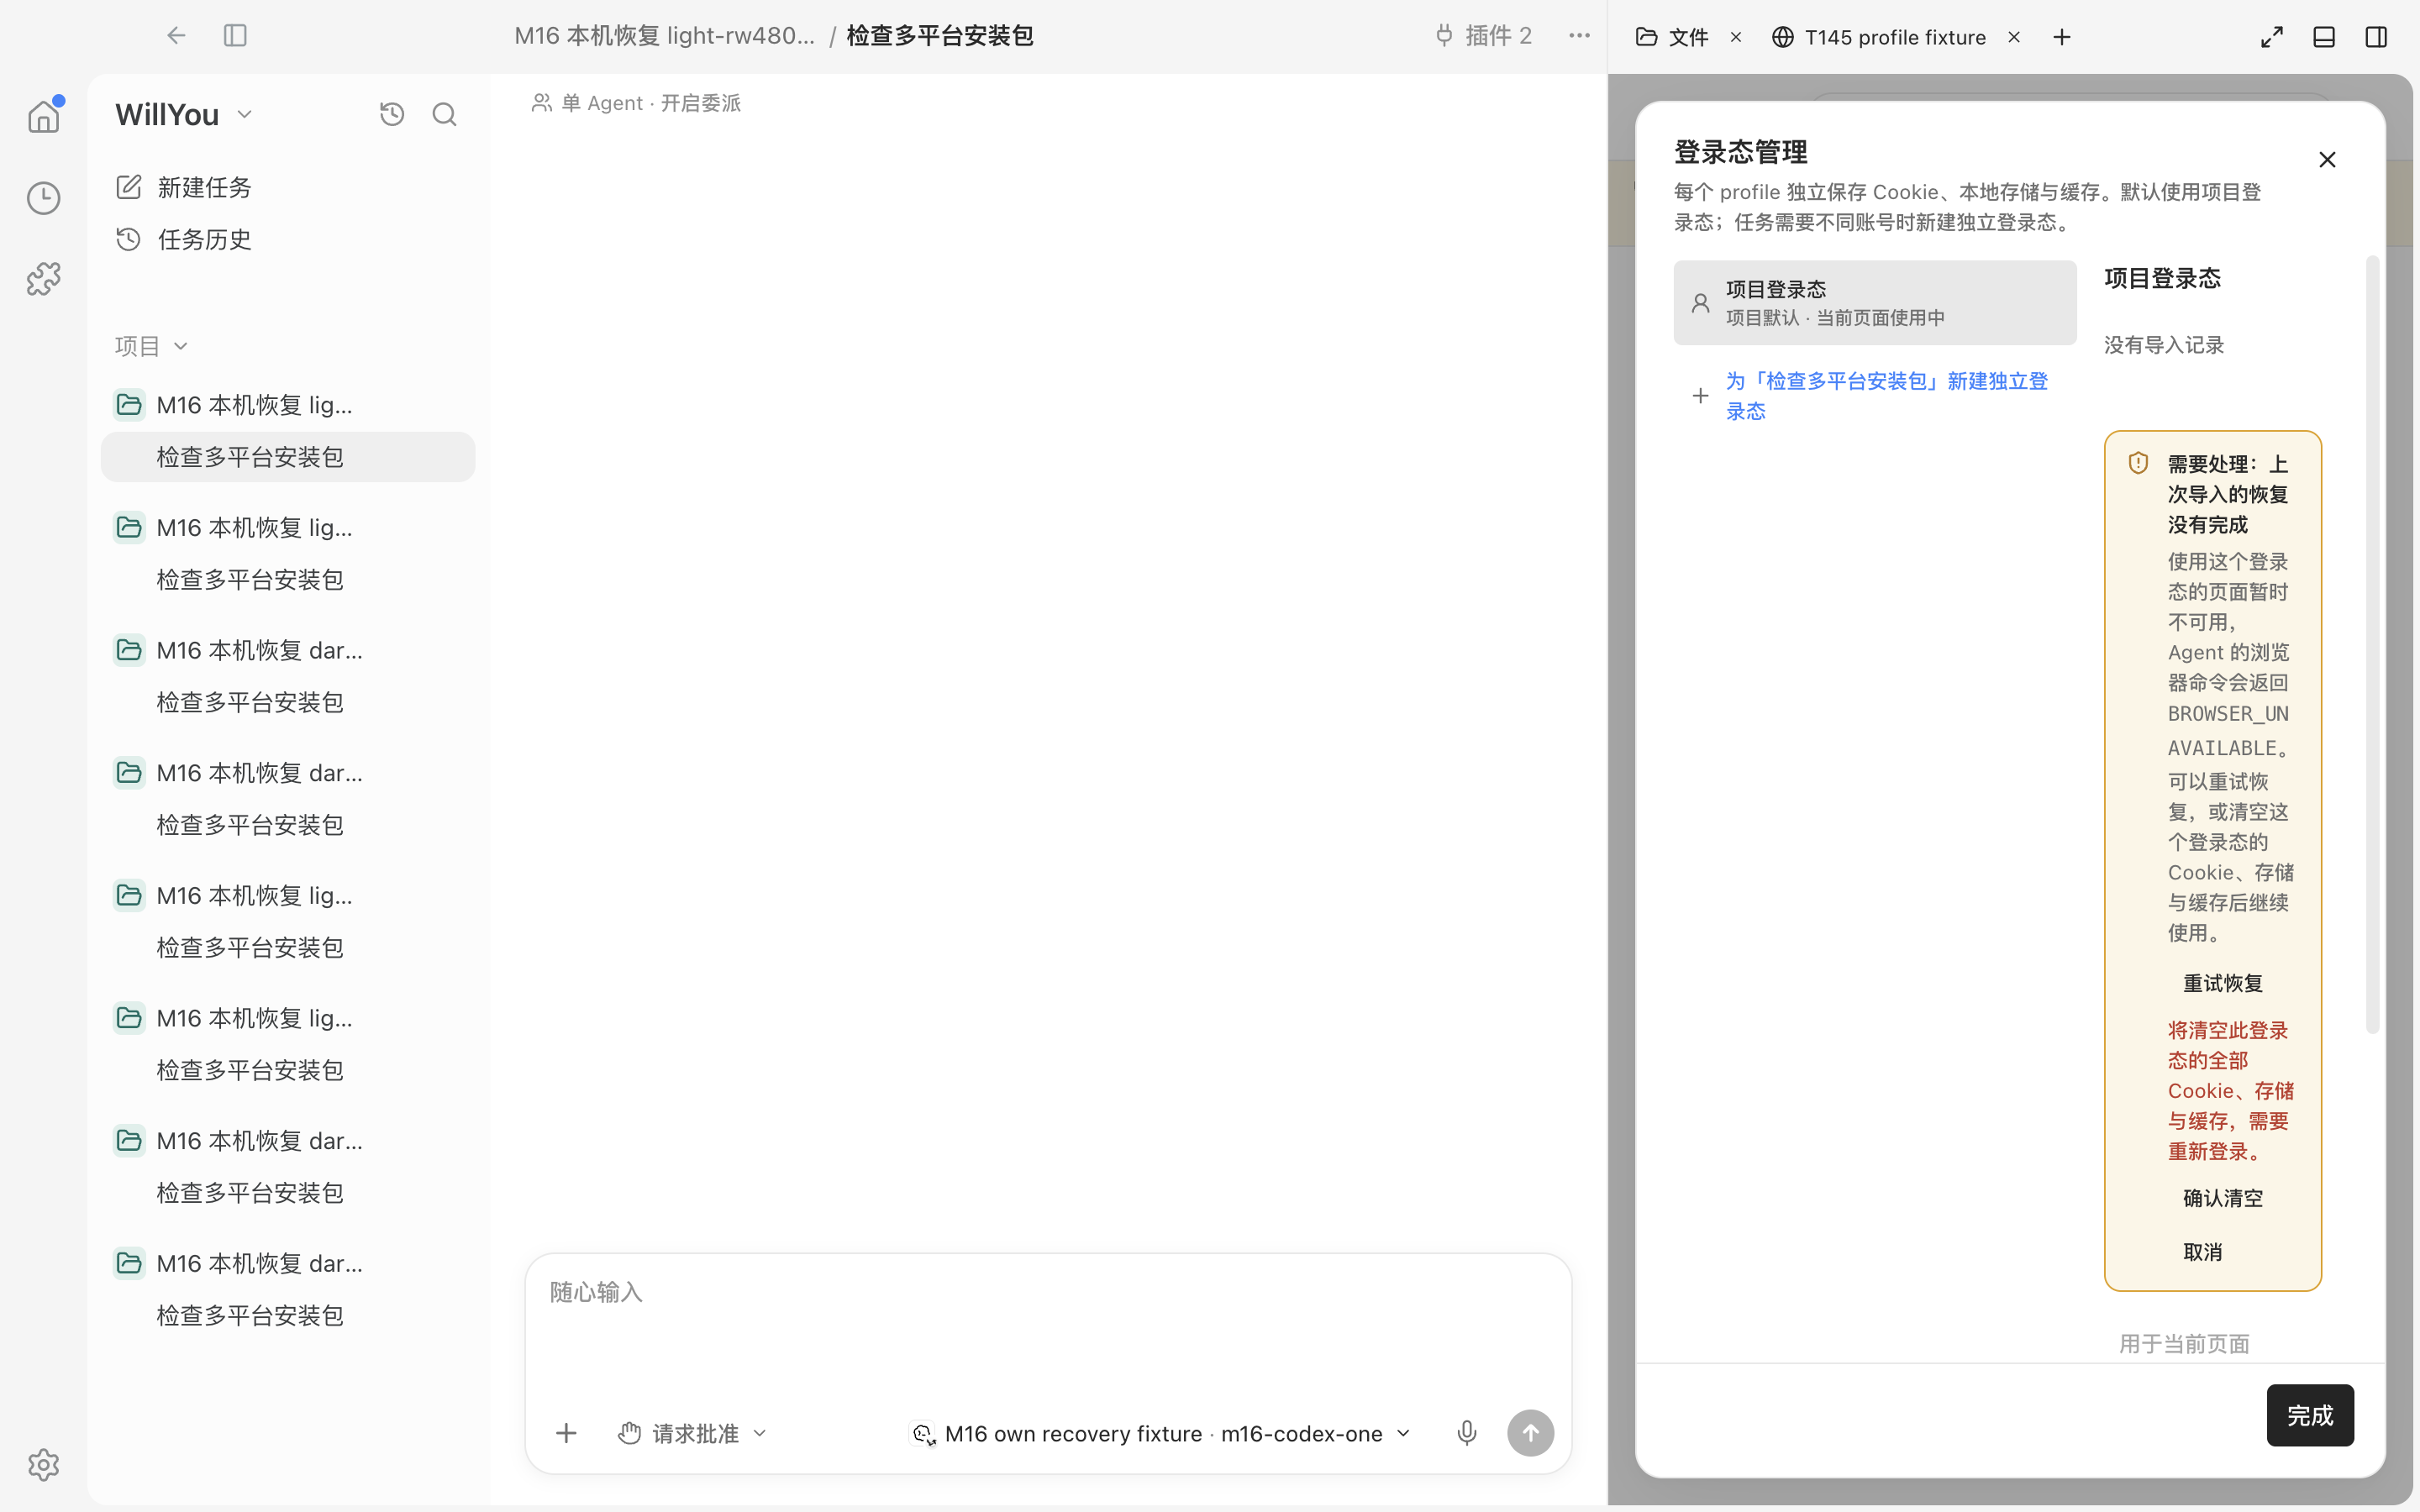 M16 本机恢复 light-rw480... / 检查多平台安装包
插件 2
文件
T145 profile fixture
WillYou
新建任务
任务历史
项目
M16 本机恢复 lig...
检查多平台安装包
M16 本机恢复 lig...
检查多平台安装包
M16 本机恢复 dar...
检查多平台安装包
M16 本机恢复 dar...
检查多平台安装包
M16 本机恢复 lig...
检查多平台安装包
M16 本机恢复 lig...
检查多平台安装包
M16 本机恢复 dar...
检查多平台安装包
M16 本机恢复 dar...
检查多平台安装包
单 Agent · 开启委派
随心输入
请求批准
M16 own recovery fixture · m16-codex-one
登录态管理
每个 profile 独立保存 Cookie、本地存储与缓存。默认使用项目登
录态；任务需要不同账号时新建独立登录态。
项目登录态
项目默认 · 当前页面使用中
为「检查多平台安装包」新建独立登
录态
项目登录态
没有导入记录
需要处理：上
次导入的恢复
没有完成
使用这个登录
态的页面暂时
不可用，
Agent 的浏览
器命令会返回
BROWSER_UN
AVAILABLE。
可以重试恢
复，或清空这
个登录态的
Cookie、存储
与缓存后继续
使用。
重试恢复
将清空此登录
态的全部
Cookie、存储
与缓存，需要
重新登录。
确认清空
取消
用于当前页面
完成